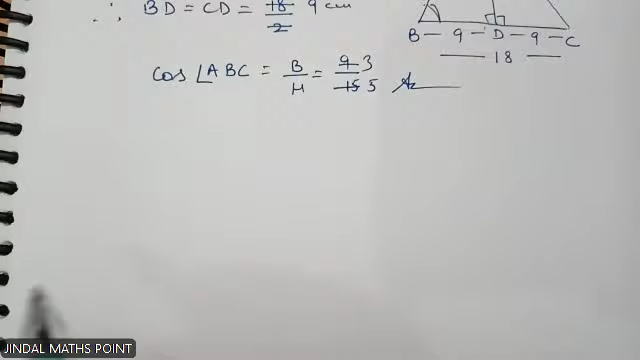 ∴ BD = CD = 18/2 9 cm
B — 9 — D — 9 — C
18
cos ∠ABC = B/H = 9/15 3/5 Ans
JINDAL MATHS POINT